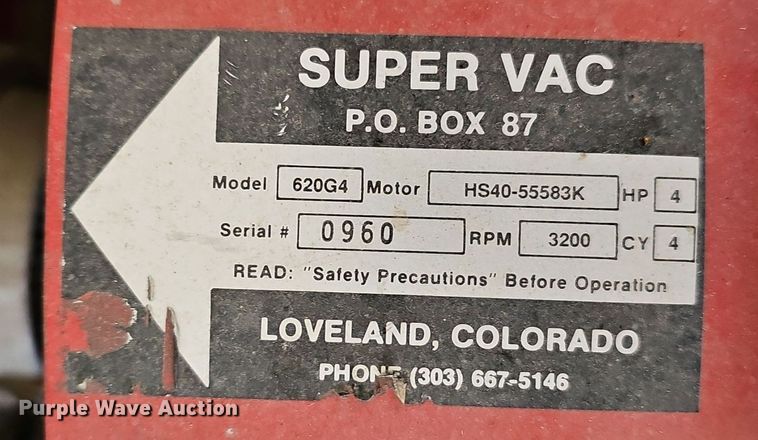 SUPER VAC
P.O. BOX 87
Model 620G4 Motor HS40-55583K HP 4
Serial # 0960 RPM 3200 CY 4
READ: "Safety Precautions" Before Operation
LOVELAND, COLORADO
PHONE (303) 667-5146
Purple Wave Auction